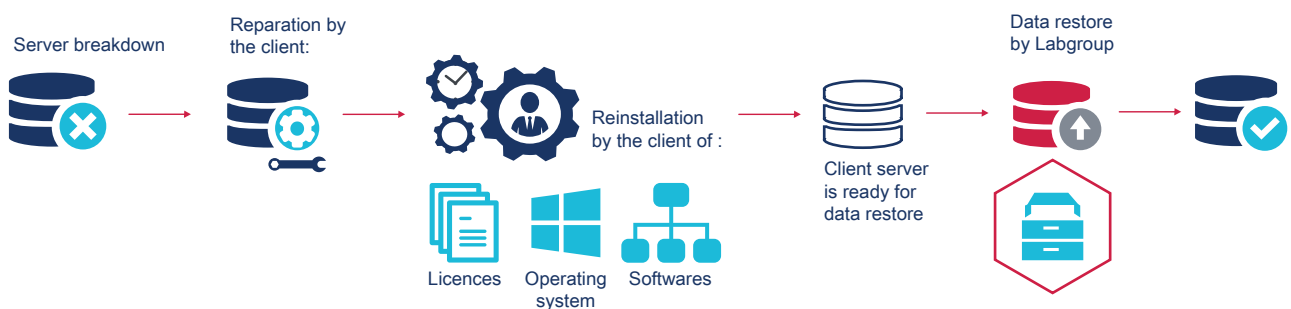 Server breakdown
Reparation by
the client:
Reinstallation
by the client of :
Licences
Operating
system
Softwares
Client server
is ready for
data restore
Data restore
by Labgroup